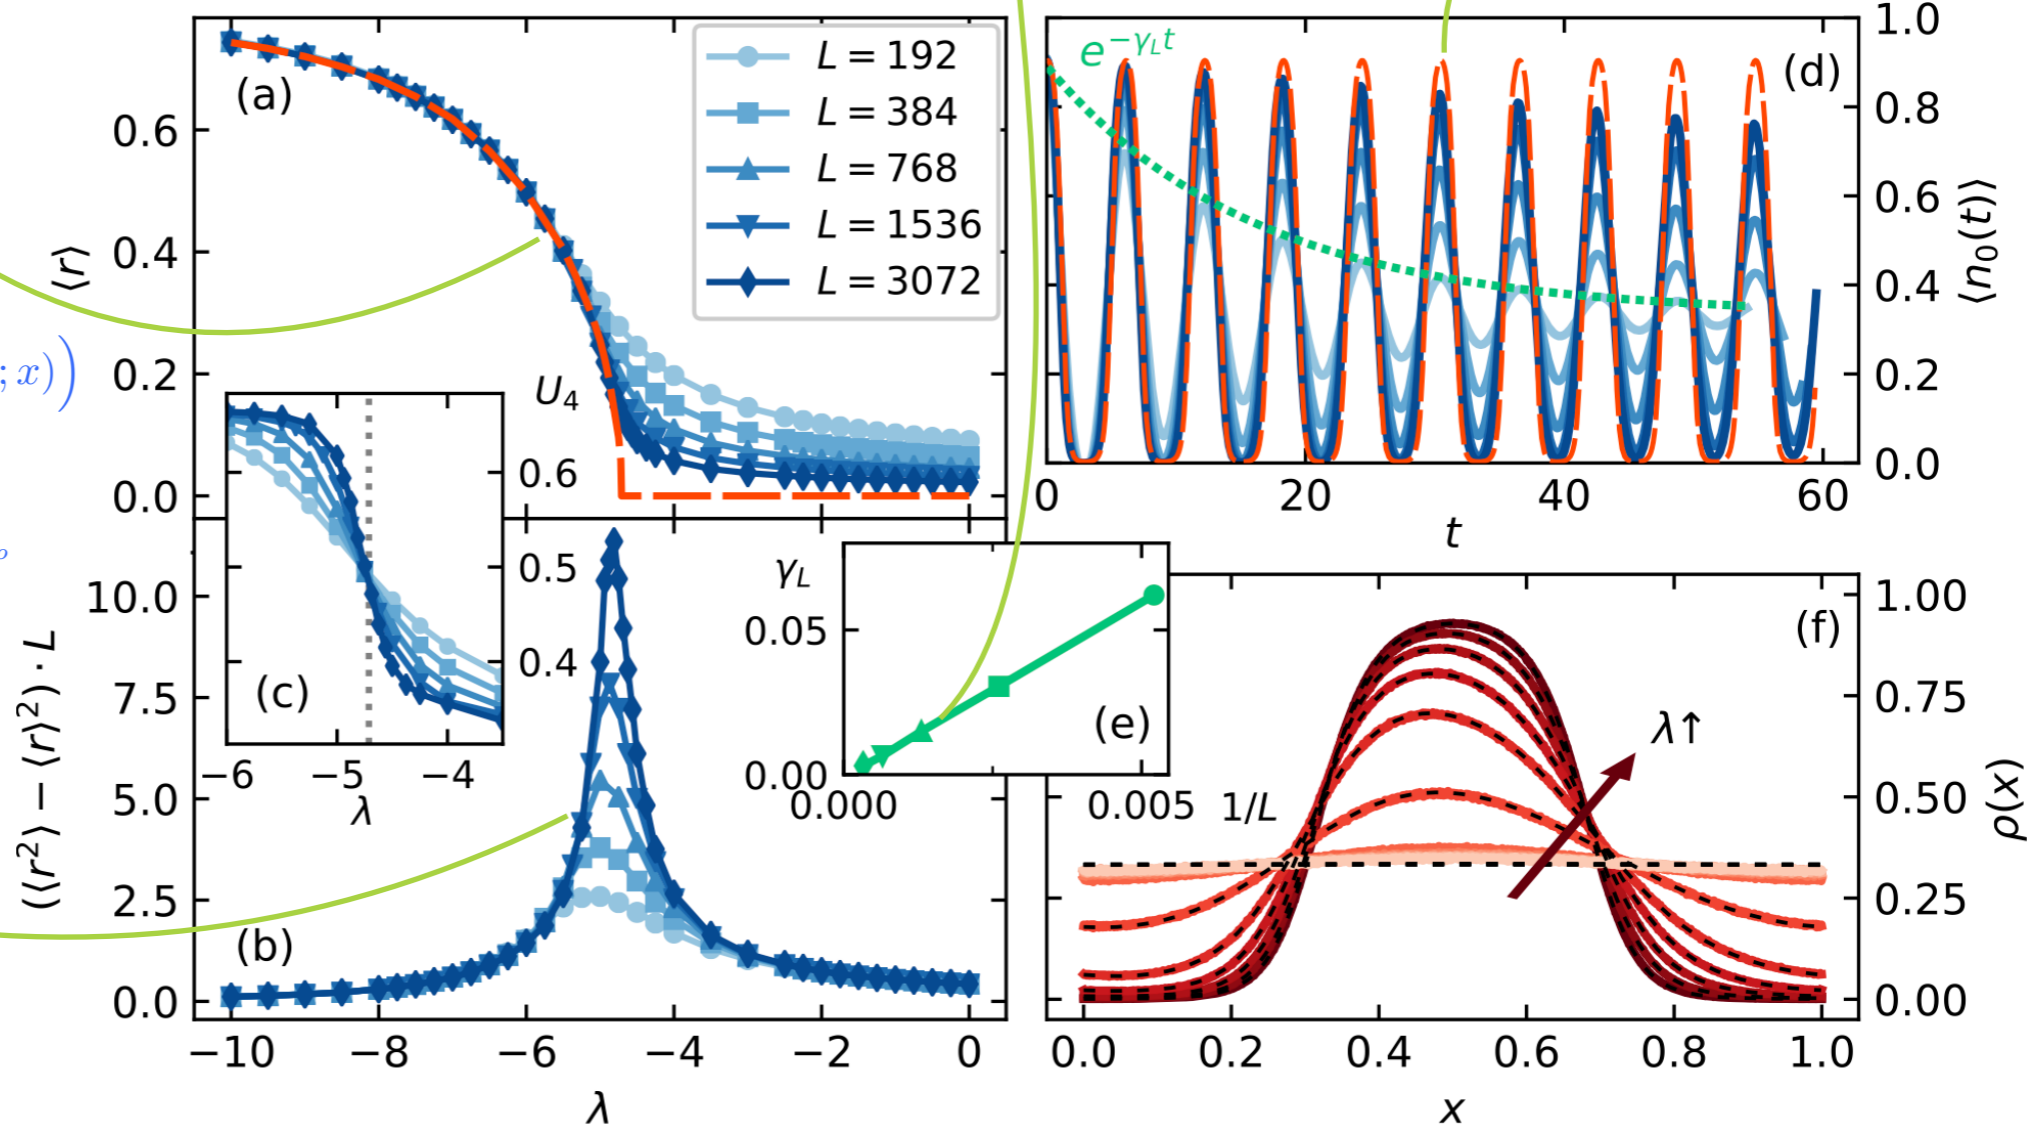 (a)
L = 192
L = 384
L = 768
L = 1536
L = 3072
⟨r⟩
0.6
0.4
0.2
0.0
; x))
(c)
U₄
0.6
0.5
0.4
−6 −5 −4
λ
(b)
(⟨r²⟩ − ⟨r⟩²) · L
10.0
7.5
5.0
2.5
0.0
−10 −8 −6 −4 −2 0
λ
(d)
e^{−γ_L t}
1.0
0.8
0.6
0.4
0.2
0.0
⟨n₀(t)⟩
0 20 40 60
t
(e)
γ_L
0.05
0.00
0.000 0.005 1/L
(f)
λ↑
1.00
0.75
0.50
0.25
0.00
ρ(x)
0.0 0.2 0.4 0.6 0.8 1.0
x